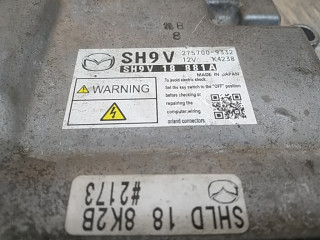 8
8
SH9V 275700-9332
12V K4238
SH9V 18 881A
MADE IN JAPAN
WARNING
To avoid electric shock
Set the key switch to the "OFF" position
before checking or
repairing the
computer,wiring,
or/and connectors.
SHLD 18 8K2B
#2173